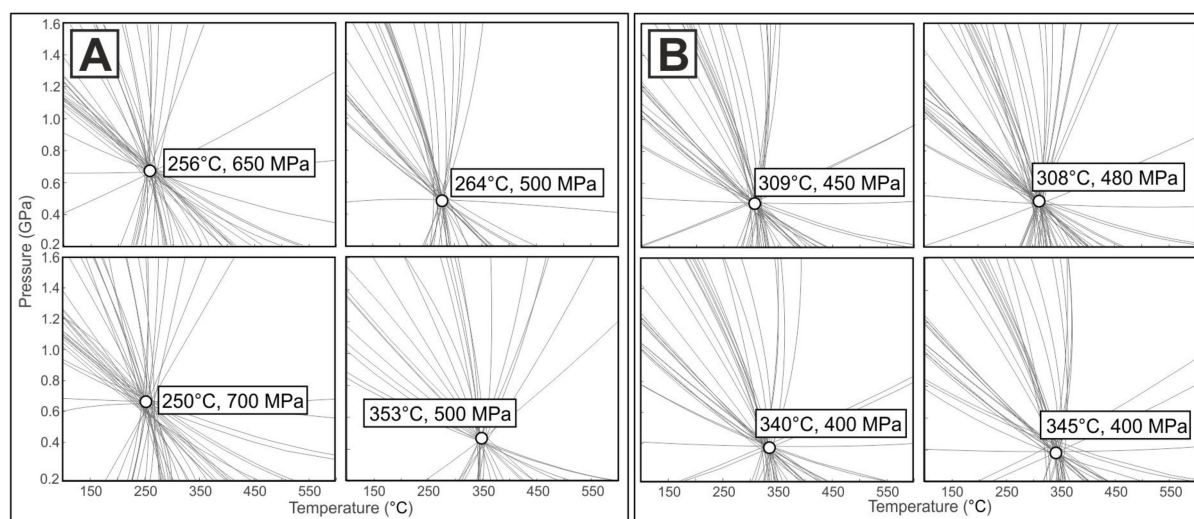 A
B
1.6
1.4
1.2
1.0
0.8
0.6
0.4
0.2
256°C, 650 MPa
264°C, 500 MPa
309°C, 450 MPa
308°C, 480 MPa
Pressure (GPa)
1.6
1.4
1.2
1.0
0.8
0.6
0.4
0.2
250°C, 700 MPa
353°C, 500 MPa
340°C, 400 MPa
345°C, 400 MPa
150 250 350 450 550
150 250 350 450 550
150 250 350 450 550
150 250 350 450 550
Temperature (°C)
Temperature (°C)